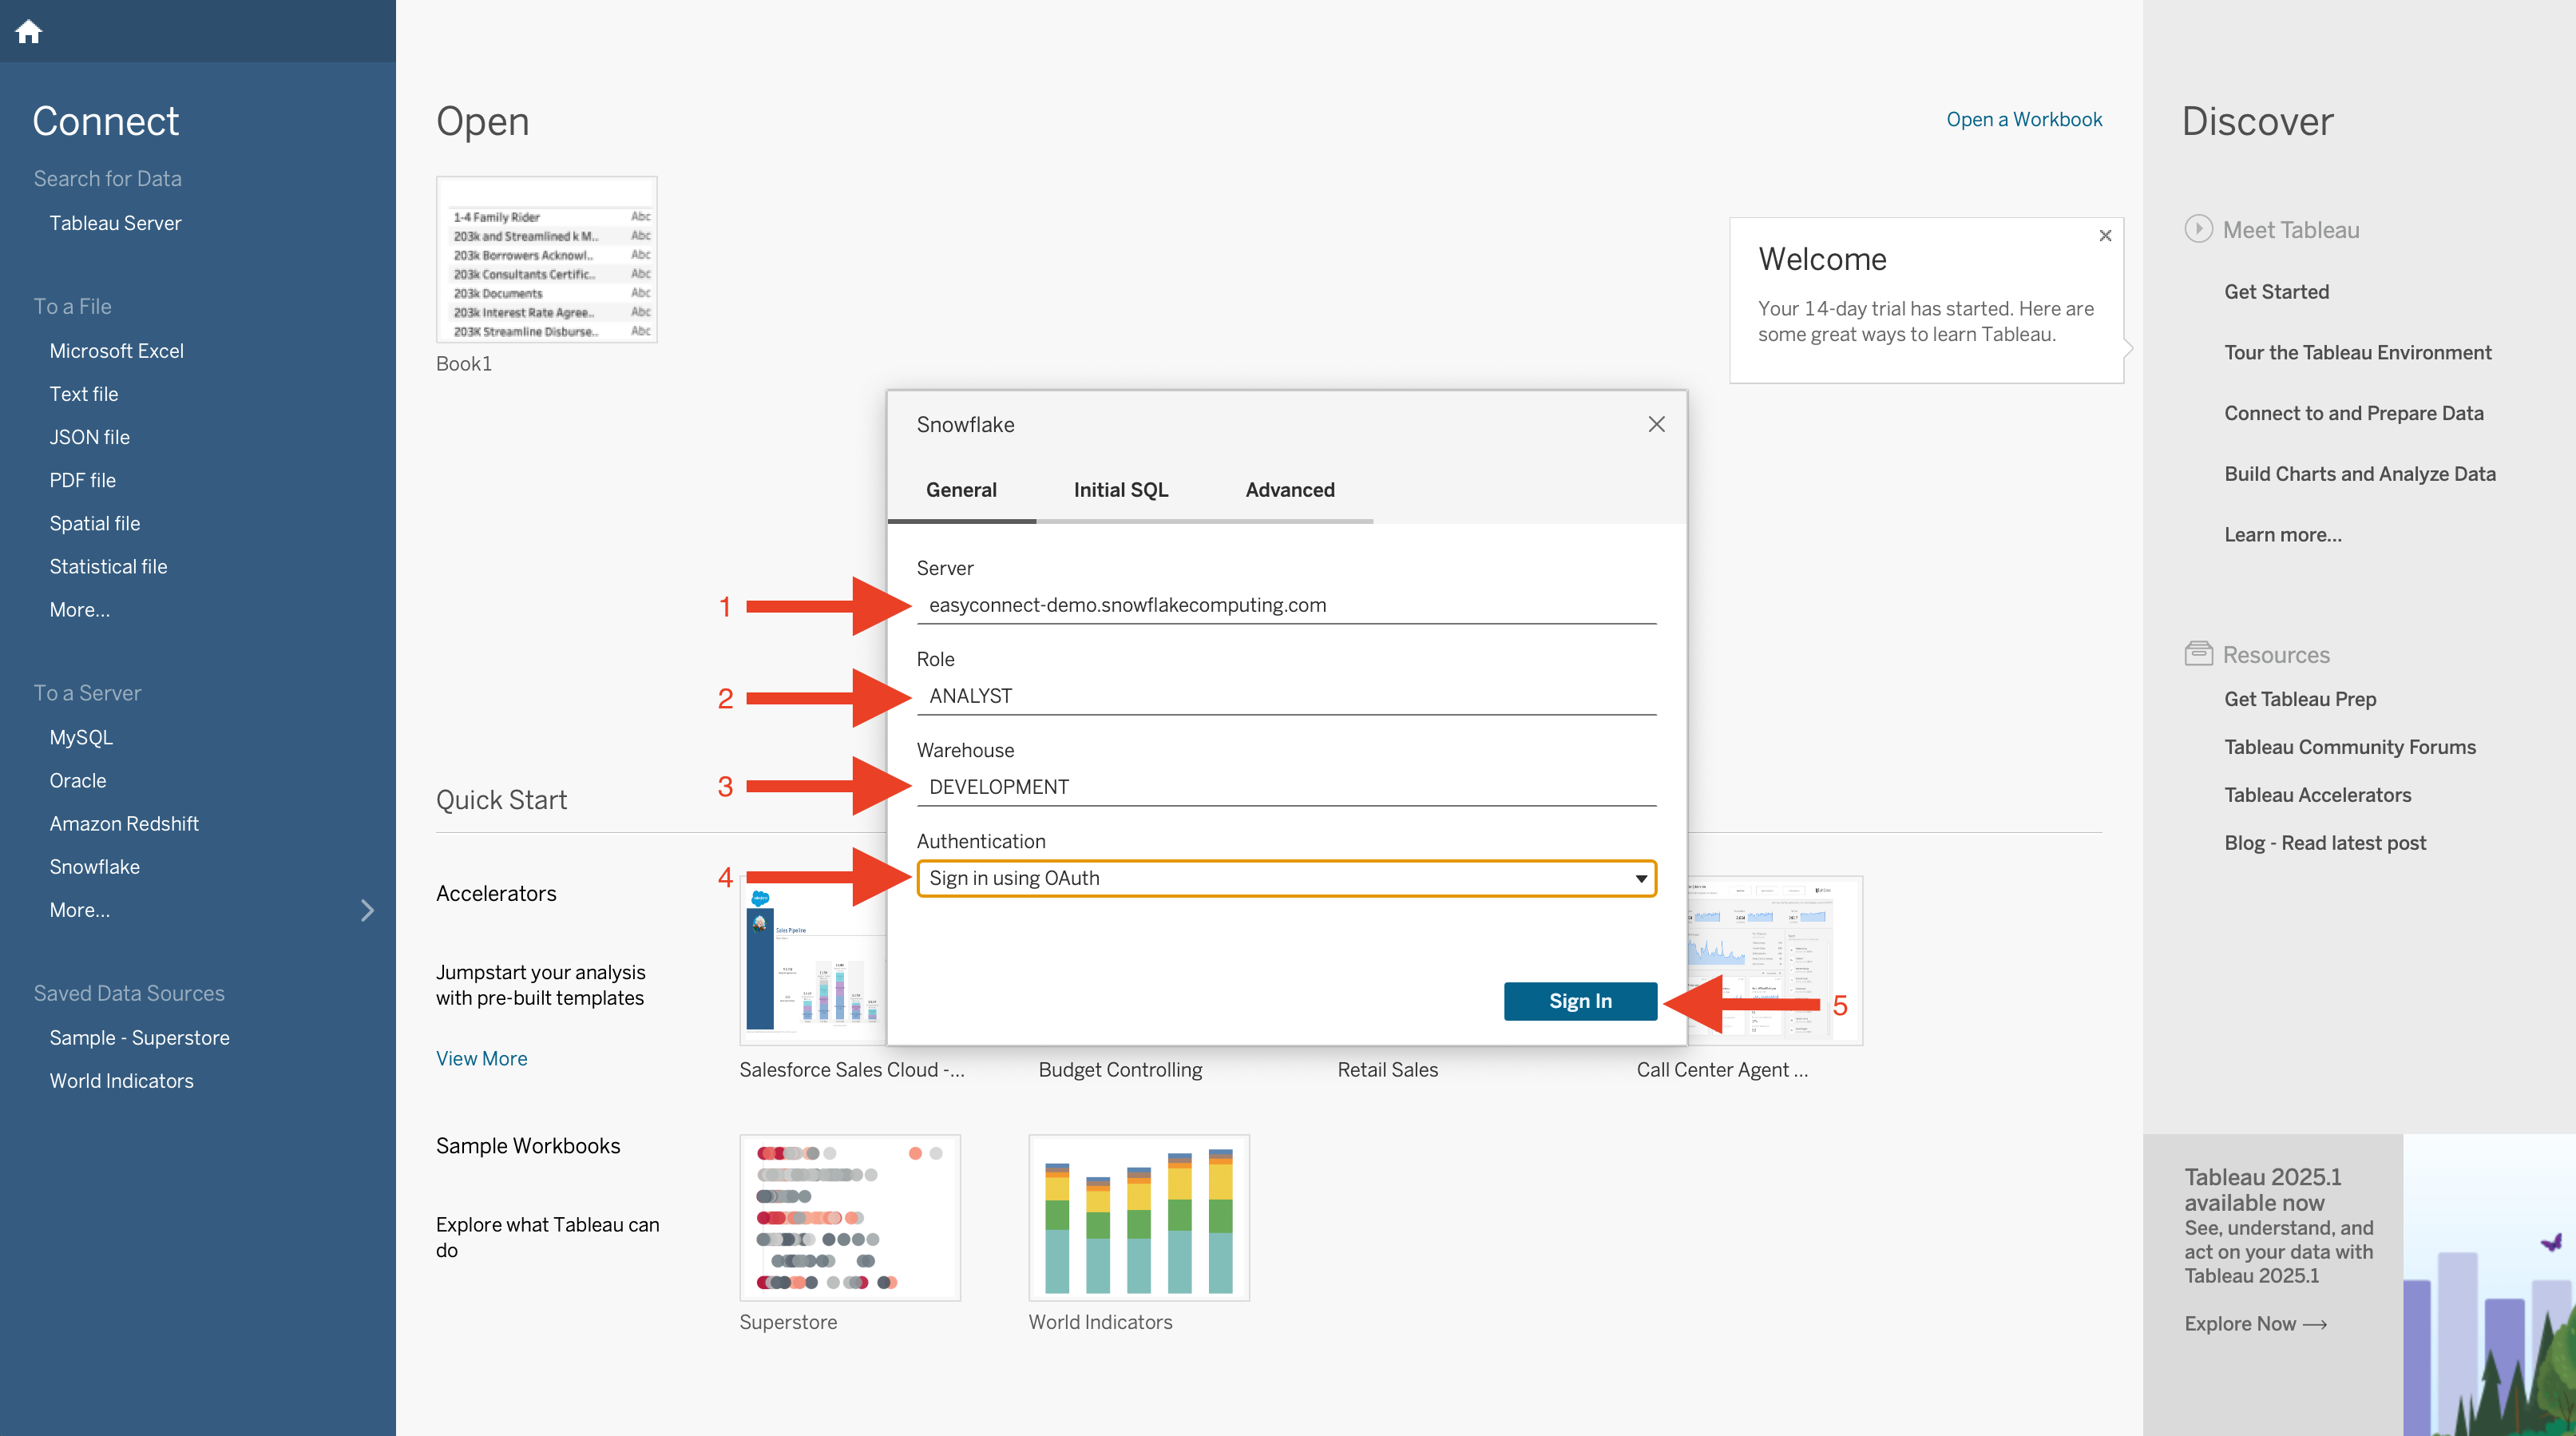 Connect
Search for Data
Tableau Server
To a File
Microsoft Excel
Text file
JSON file
PDF file
Spatial file
Statistical file
More...
To a Server
MySQL
Oracle
Amazon Redshift
Snowflake
More...
Saved Data Sources
Sample - Superstore
World Indicators
Open
Open a Workbook
1-4 Family Rider Abc
203k and Streamlined k M.. Abc
203k Borrowers Acknowl.. Abc
203k Consultants Certific.. Abc
203k Documents Abc
203k Interest Rate Agree.. Abc
203K Streamline Disburse.. Abc
Book1
Welcome
Your 14-day trial has started. Here are
some great ways to learn Tableau.
Snowflake
General Initial SQL Advanced
Server
1 easyconnect-demo.snowflakecomputing.com
Role
2 ANALYST
Warehouse
3 DEVELOPMENT
Authentication
4 Sign in using OAuth
Sign In 5
Quick Start
Accelerators
Jumpstart your analysis
with pre-built templates
View More
Sales Pipeline
Salesforce Sales Cloud -...
Budget Controlling
Retail Sales
Call Center Agent ...
Sample Workbooks
Explore what Tableau can
do
Superstore
World Indicators
Discover
Meet Tableau
Get Started
Tour the Tableau Environment
Connect to and Prepare Data
Build Charts and Analyze Data
Learn more...
Resources
Get Tableau Prep
Tableau Community Forums
Tableau Accelerators
Blog - Read latest post
Tableau 2025.1
available now
See, understand, and
act on your data with
Tableau 2025.1
Explore Now →